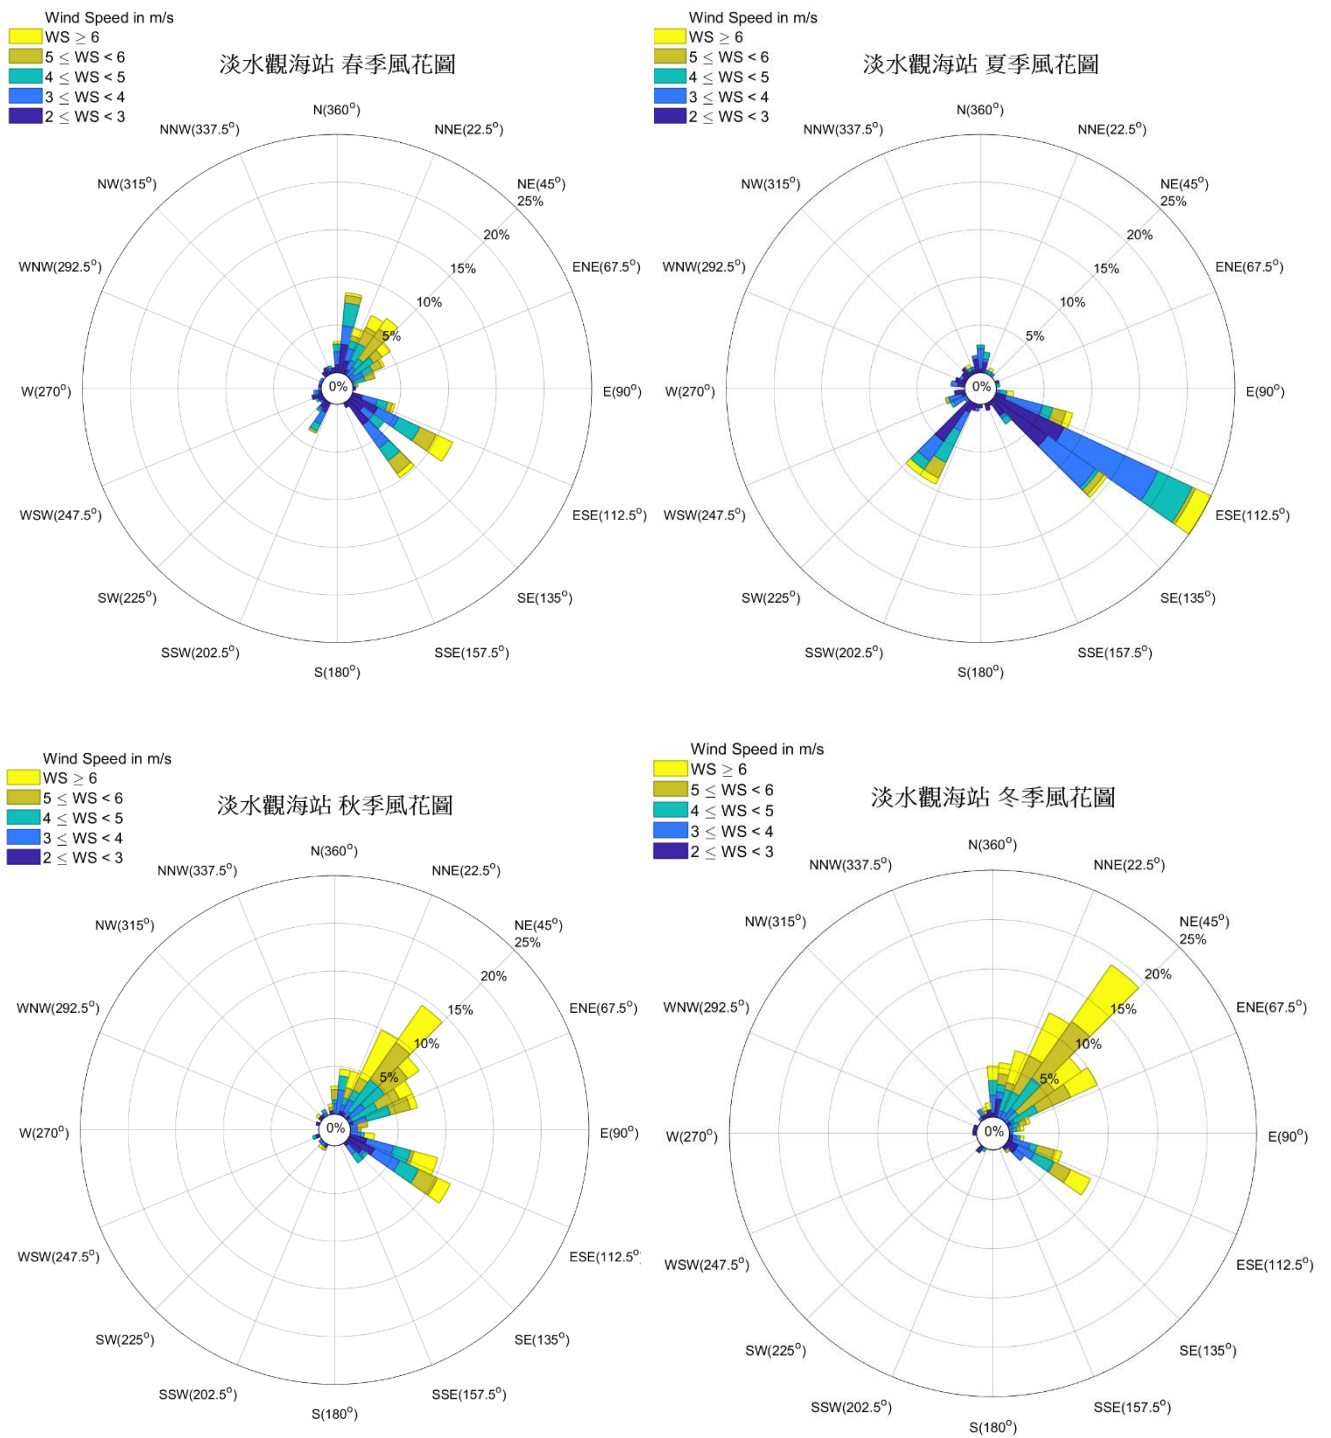 Wind Speed in m/s
WS ≥ 6
5 ≤ WS < 6
4 ≤ WS < 5
3 ≤ WS < 4
2 ≤ WS < 3
淡水觀海站 春季風花圖
N(360°)
NNE(22.5°)
NE(45°)
ENE(67.5°)
E(90°)
ESE(112.5°)
SE(135°)
SSE(157.5°)
S(180°)
SSW(202.5°)
SW(225°)
WSW(247.5°)
W(270°)
WNW(292.5°)
NW(315°)
NNW(337.5°)
0%
5%
10%
15%
20%
25%
Wind Speed in m/s
WS ≥ 6
5 ≤ WS < 6
4 ≤ WS < 5
3 ≤ WS < 4
2 ≤ WS < 3
淡水觀海站 夏季風花圖
N(360°)
NNE(22.5°)
NE(45°)
ENE(67.5°)
E(90°)
ESE(112.5°)
SE(135°)
SSE(157.5°)
S(180°)
SSW(202.5°)
SW(225°)
WSW(247.5°)
W(270°)
WNW(292.5°)
NW(315°)
NNW(337.5°)
0%
5%
10%
15%
20%
25%
Wind Speed in m/s
WS ≥ 6
5 ≤ WS < 6
4 ≤ WS < 5
3 ≤ WS < 4
2 ≤ WS < 3
淡水觀海站 秋季風花圖
N(360°)
NNE(22.5°)
NE(45°)
ENE(67.5°)
E(90°)
ESE(112.5°
SE(135°)
SSE(157.5°)
S(180°)
SSW(202.5°)
SW(225°)
WSW(247.5°)
W(270°)
WNW(292.5°)
NW(315°)
NNW(337.5°)
0%
5%
10%
15%
20%
25%
Wind Speed in m/s
WS ≥ 6
5 ≤ WS < 6
4 ≤ WS < 5
3 ≤ WS < 4
2 ≤ WS < 3
淡水觀海站 冬季風花圖
N(360°)
NNE(22.5°)
NE(45°)
ENE(67.5°)
E(90°)
ESE(112.5°)
SE(135°)
SSE(157.5°)
S(180°)
SSW(202.5°)
SW(225°)
WSW(247.5°)
W(270°)
WNW(292.5°)
NW(315°)
NNW(337.5°)
0%
5%
10%
15%
20%
25%